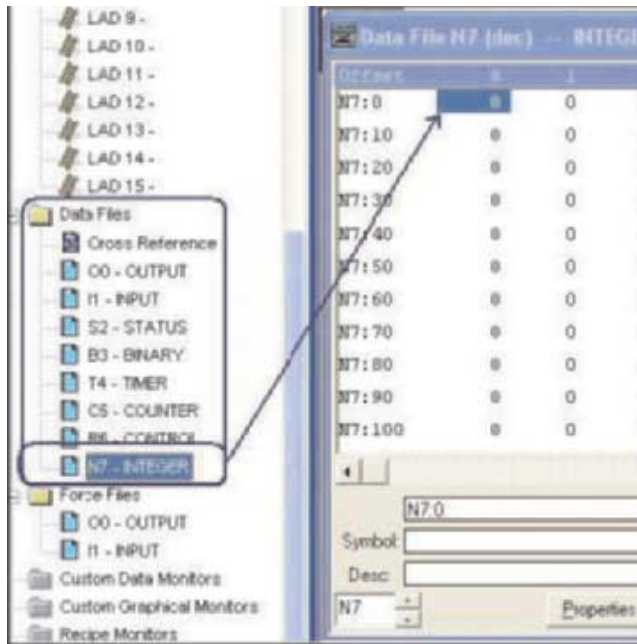 LAD 9 -
LAD 10 -
LAD 11 -
LAD 12 -
LAD 13 -
LAD 14 -
LAD 15 -
Data Files
Cross Reference
O0 - OUTPUT
I1 - INPUT
S2 - STATUS
B3 - BINARY
T4 - TIMER
C5 - COUNTER
R6 - CONTROL
N7 - INTEGER
Force Files
O0 - OUTPUT
I1 - INPUT
Custom Data Monitors
Custom Graphical Monitors
Recipe Monitors
Data File N7 (dec) -- INTEGE
Offset 0 1
N7:0 0 0
N7:10 0 0
N7:20 0 0
N7:30 0 0
N7:40 0 0
N7:50 0 0
N7:60 0 0
N7:70 0 0
N7:80 0 0
N7:90 0 0
N7:100 0 0
N7:0
Symbol:
Desc:
N7 Properties